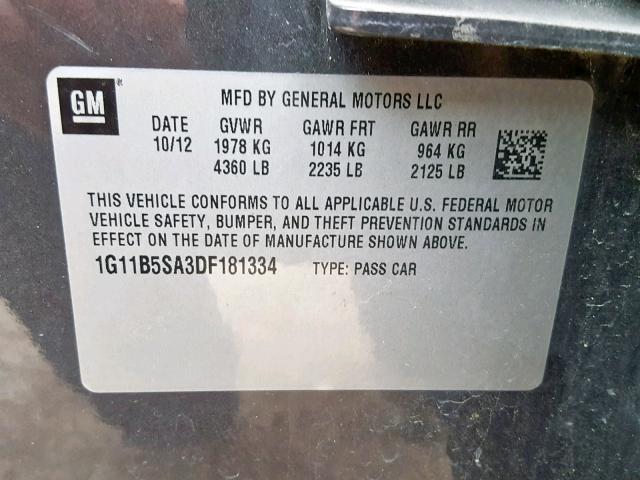 GM
MFD BY GENERAL MOTORS LLC
DATE GVWR GAWR FRT GAWR RR
10/12 1978 KG 1014 KG 964 KG
4360 LB 2235 LB 2125 LB
THIS VEHICLE CONFORMS TO ALL APPLICABLE U.S. FEDERAL MOTOR
VEHICLE SAFETY, BUMPER, AND THEFT PREVENTION STANDARDS IN
EFFECT ON THE DATE OF MANUFACTURE SHOWN ABOVE.
1G11B5SA3DF181334 TYPE: PASS CAR